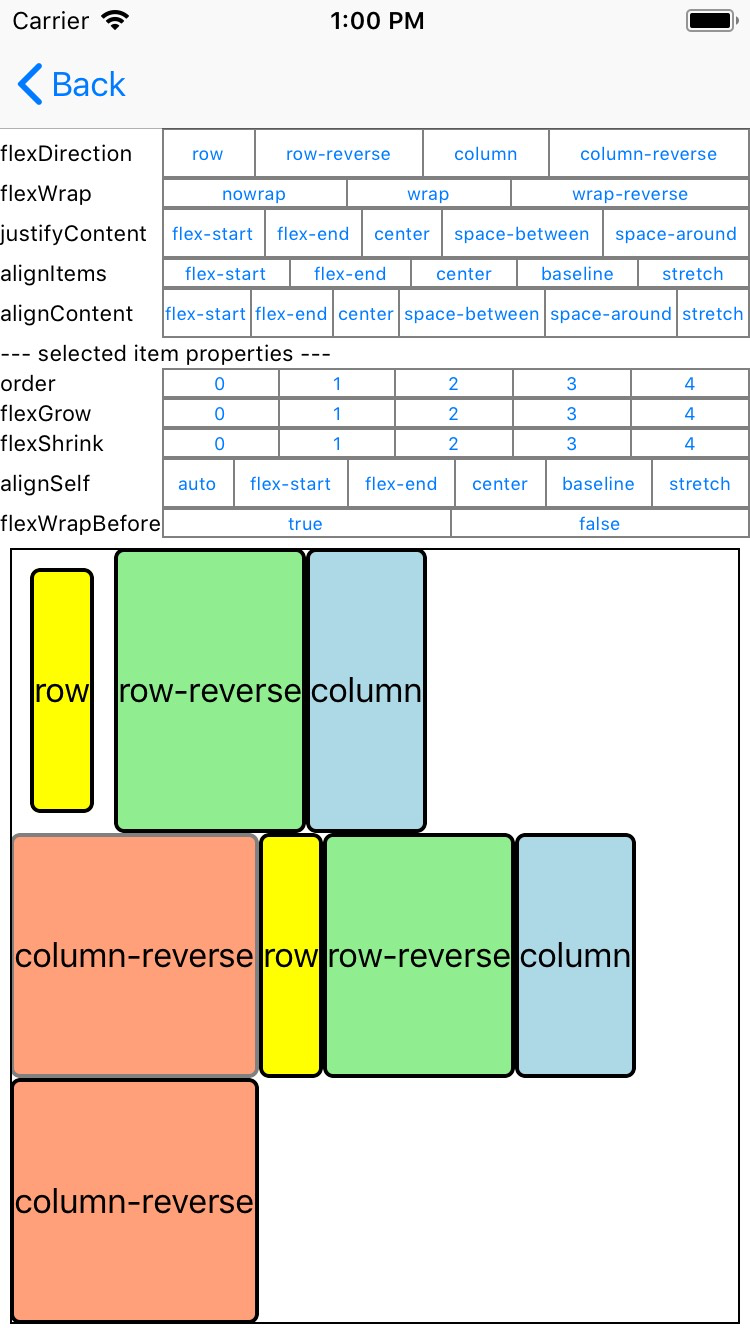 Carrier 1:00 PM
Back
flexDirection row row-reverse column column-reverse
flexWrap nowrap wrap wrap-reverse
justifyContent flex-start flex-end center space-between space-around
alignItems flex-start flex-end center baseline stretch
alignContent flex-start flex-end center space-between space-around stretch
--- selected item properties ---
order 0 1 2 3 4
flexGrow 0 1 2 3 4
flexShrink 0 1 2 3 4
alignSelf auto flex-start flex-end center baseline stretch
flexWrapBefore true false
row row-reverse column
column-reverse row row-reverse column
column-reverse